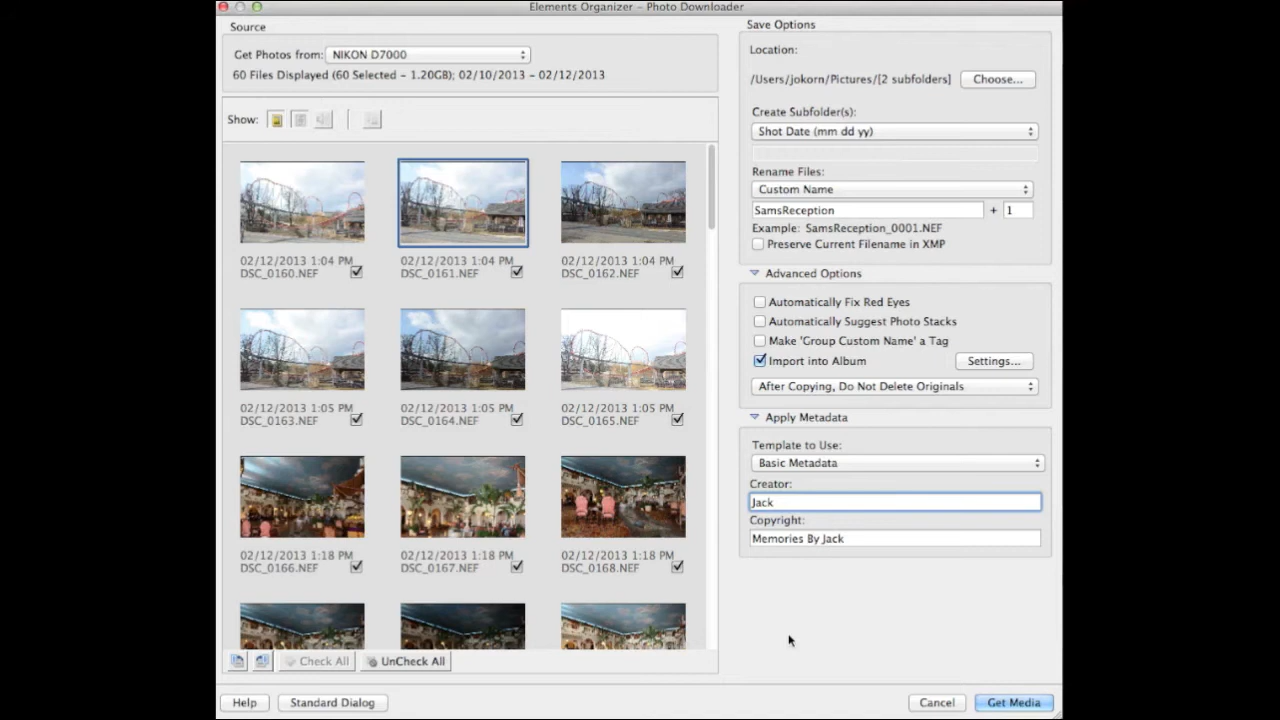 Elements Organizer – Photo Downloader
Source
Get Photos from: NIKON D7000
60 Files Displayed (60 Selected – 1.20GB); 02/10/2013 – 02/12/2013
Show:
02/12/2013 1:04 PM 02/12/2013 1:04 PM 02/12/2013 1:04 PM
DSC_0160.NEF DSC_0161.NEF DSC_0162.NEF
02/12/2013 1:05 PM 02/12/2013 1:05 PM 02/12/2013 1:05 PM
DSC_0163.NEF DSC_0164.NEF DSC_0165.NEF
02/12/2013 1:18 PM 02/12/2013 1:18 PM 02/12/2013 1:18 PM
DSC_0166.NEF DSC_0167.NEF DSC_0168.NEF
Check All UnCheck All
Save Options
Location:
/Users/jokorn/Pictures/[2 subfolders] Choose...
Create Subfolder(s):
Shot Date (mm dd yy)
Rename Files:
Custom Name
SamsReception + 1
Example: SamsReception_0001.NEF
Preserve Current Filename in XMP
Advanced Options
Automatically Fix Red Eyes
Automatically Suggest Photo Stacks
Make 'Group Custom Name' a Tag
Import into Album Settings...
After Copying, Do Not Delete Originals
Apply Metadata
Template to Use:
Basic Metadata
Creator:
Jack
Copyright:
Memories By Jack
Help Standard Dialog Cancel Get Media